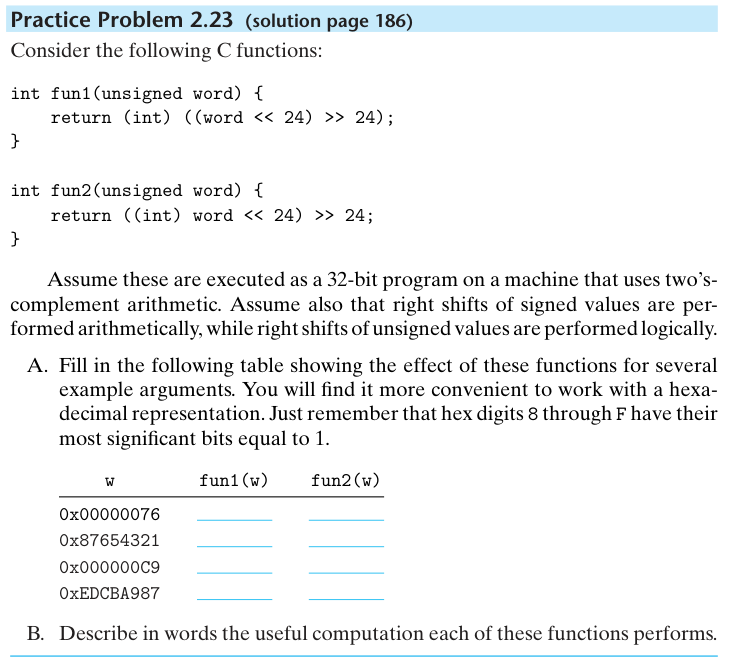 Practice Problem 2.23 (solution page 186)
Consider the following C functions:
int fun1(unsigned word) {
    return (int) ((word << 24) >> 24);
}
int fun2(unsigned word) {
    return ((int) word << 24) >> 24;
}
Assume these are executed as a 32-bit program on a machine that uses two's-
complement arithmetic. Assume also that right shifts of signed values are per-
formed arithmetically, while right shifts of unsigned values are performed logically.
A. Fill in the following table showing the effect of these functions for several
example arguments. You will find it more convenient to work with a hexa-
decimal representation. Just remember that hex digits 8 through F have their
most significant bits equal to 1.
w fun1(w) fun2(w)
0x00000076
0x87654321
0x000000C9
0xEDCBA987
B. Describe in words the useful computation each of these functions performs.